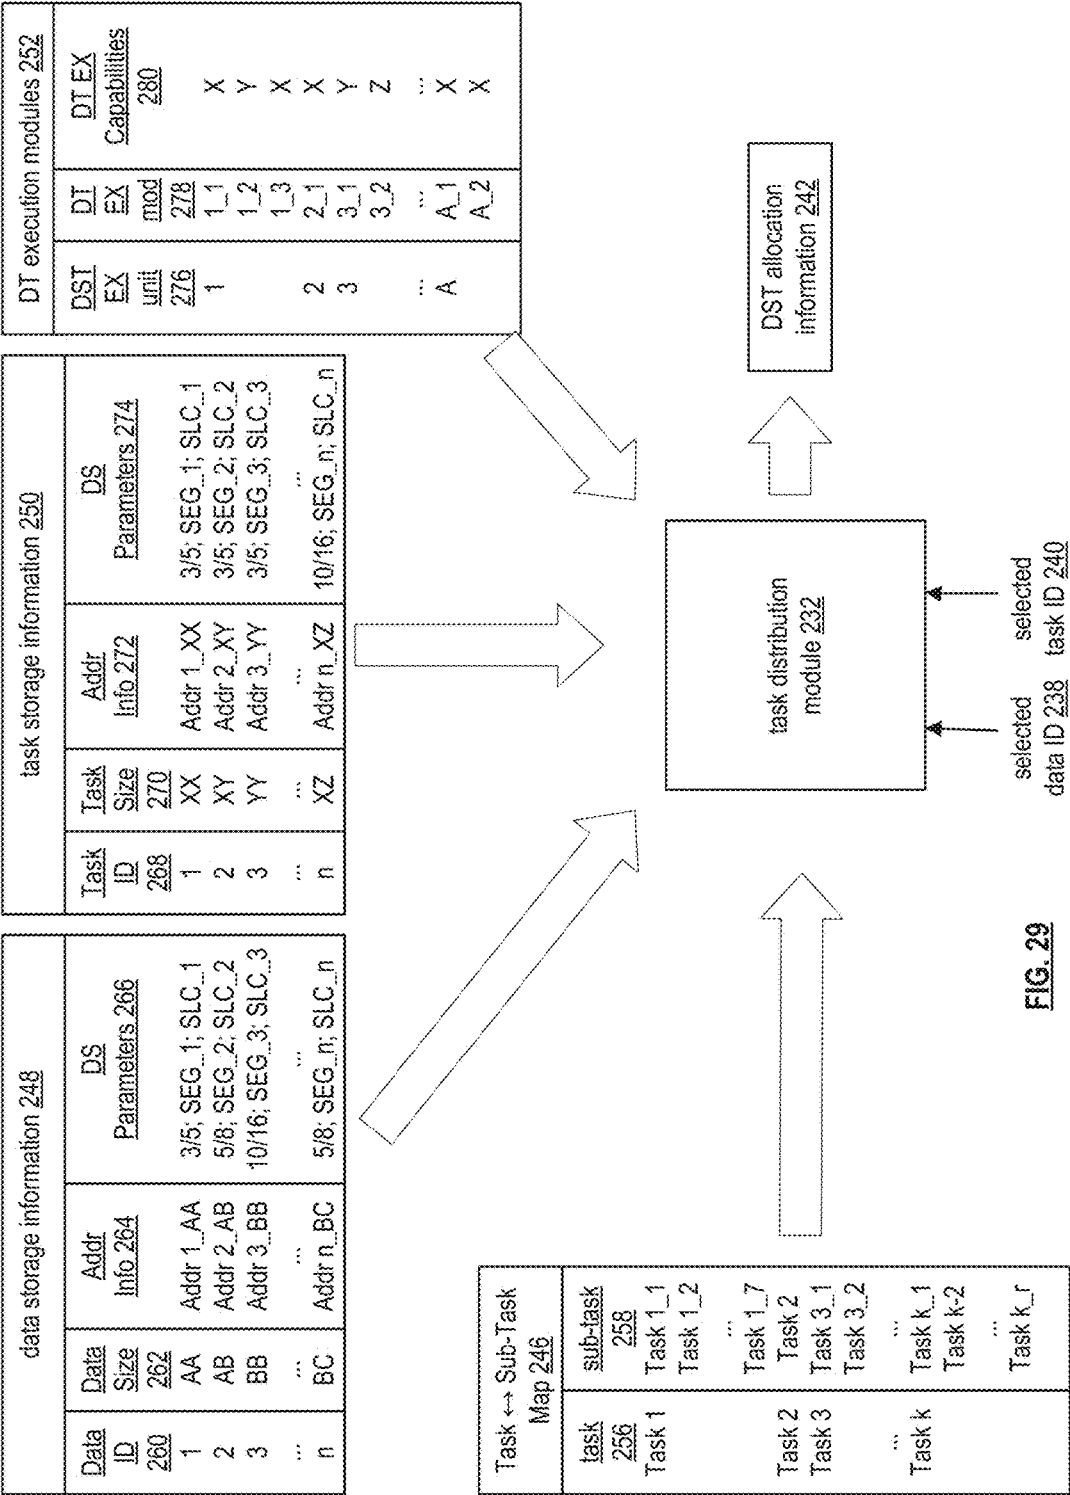 data storage information 248
Data ID 260 Data Size 262 Addr Info 264 DS Parameters 266
1 AA Addr 1_AA 3/5; SEG_1; SLC_1
2 AB Addr 2_AB 5/8; SEG_2; SLC_2
3 BB Addr 3_BB 10/16; SEG_3; SLC_3
... ... ... ...
n BC Addr n_BC 5/8; SEG_n; SLC_n
task storage information 250
Task ID 268 Task Size 270 Addr Info 272 DS Parameters 274
1 XX Addr 1_XX 3/5; SEG_1; SLC_1
2 XY Addr 2_XY 3/5; SEG_2; SLC_2
3 YY Addr 3_YY 3/5; SEG_3; SLC_3
... ... ... ...
n XZ Addr n_XZ 10/16; SEG_n; SLC_n
DT execution modules 252
DST EX unit 276 DT EX mod 278 DT EX Capabilities 280
1 1_1 X
1_2 Y
1_3 X
2 2_1 X
3 3_1 Y
3_2 Z
... ... ...
A A_1 X
A_2 X
Task ↔ Sub-Task
Map 246
task 256 sub-task 258
Task 1 Task 1_1
Task 1_2
...
Task 1_7
Task 2 Task 2
Task 3 Task 3_1
Task 3_2
... ...
Task k Task k_1
Task k-2
...
Task k_r
task distribution
module 232
selected
data ID 238
selected
task ID 240
DST allocation
information 242
FIG. 29